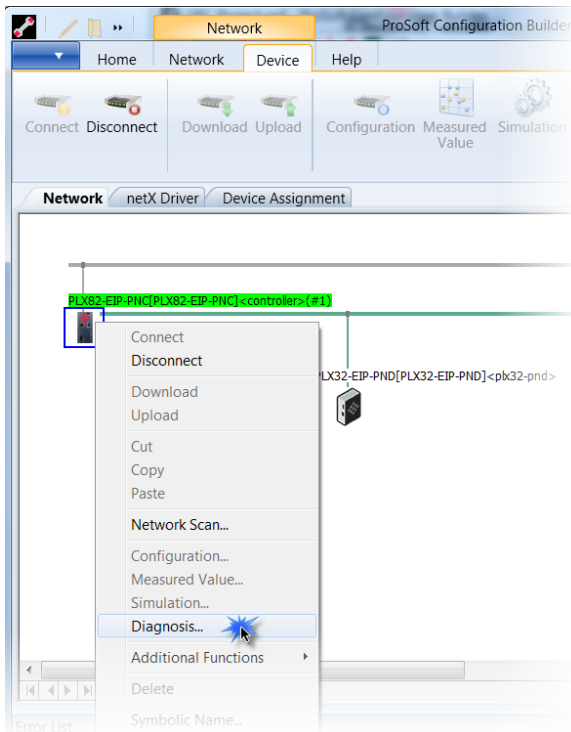 Network
ProSoft Configuration Builder
Home Network Device Help
Connect Disconnect Download Upload Configuration Measured Value Simulation
Network netX Driver Device Assignment
PLX82-EIP-PNC[PLX82-EIP-PNC]<controller>(#1)
LX32-EIP-PND[PLX32-EIP-PND]<plx32-pnd>
Connect
Disconnect
Download
Upload
Cut
Copy
Paste
Network Scan...
Configuration...
Measured Value...
Simulation...
Diagnosis...
Additional Functions
Delete
Symbolic Name...
Error List